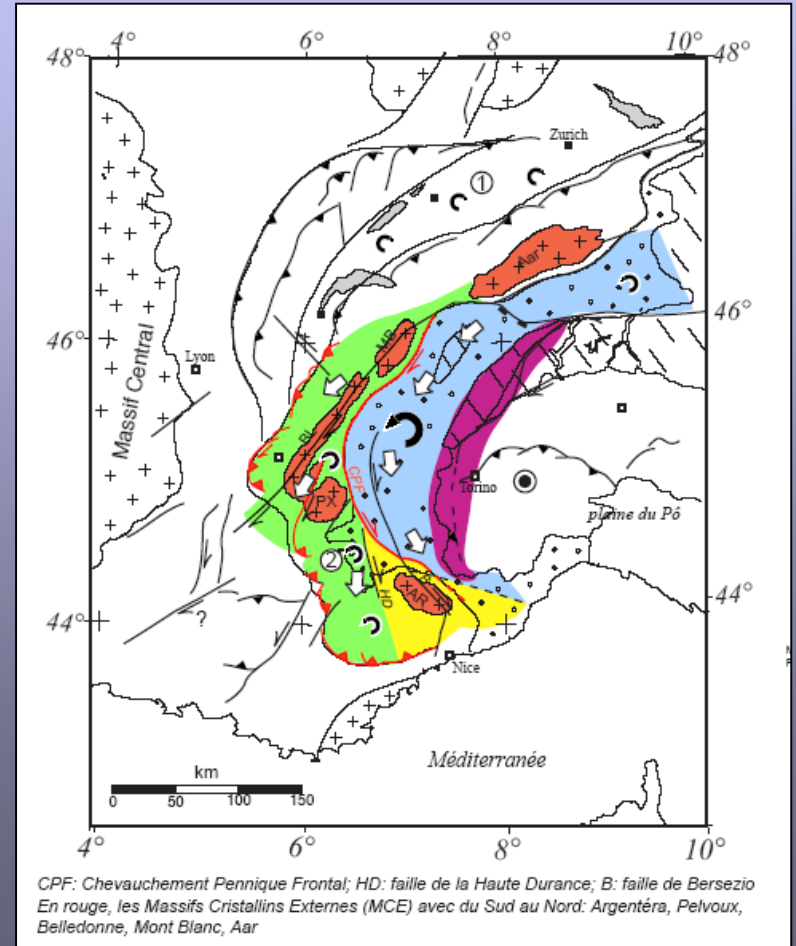 4° 6° 8° 10°
48° 48°
Zurich
1
Aar
46° 46°
MB
Lyon
Massif Central
BL
CPF
Torino
PX
plaine du Pô
2
HD
B
AR
44° 44°
?
Nice
Méditerranée
km
0 50 100 150
4° 6° 8° 10°
CPF: Chevauchement Pennique Frontal; HD: faille de la Haute Durance; B: faille de Bersezio
En rouge, les Massifs Cristallins Externes (MCE) avec du Sud au Nord: Argentéra, Pelvoux,
Belledonne, Mont Blanc, Aar